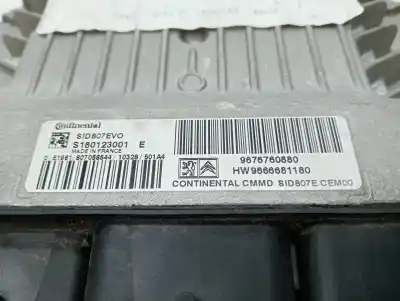 Continental
SID807EVO
S180123001 E
MADE IN FRANCE
9676760880
HW9666681180
CONTINENTAL CMMD SID807E.CEM00